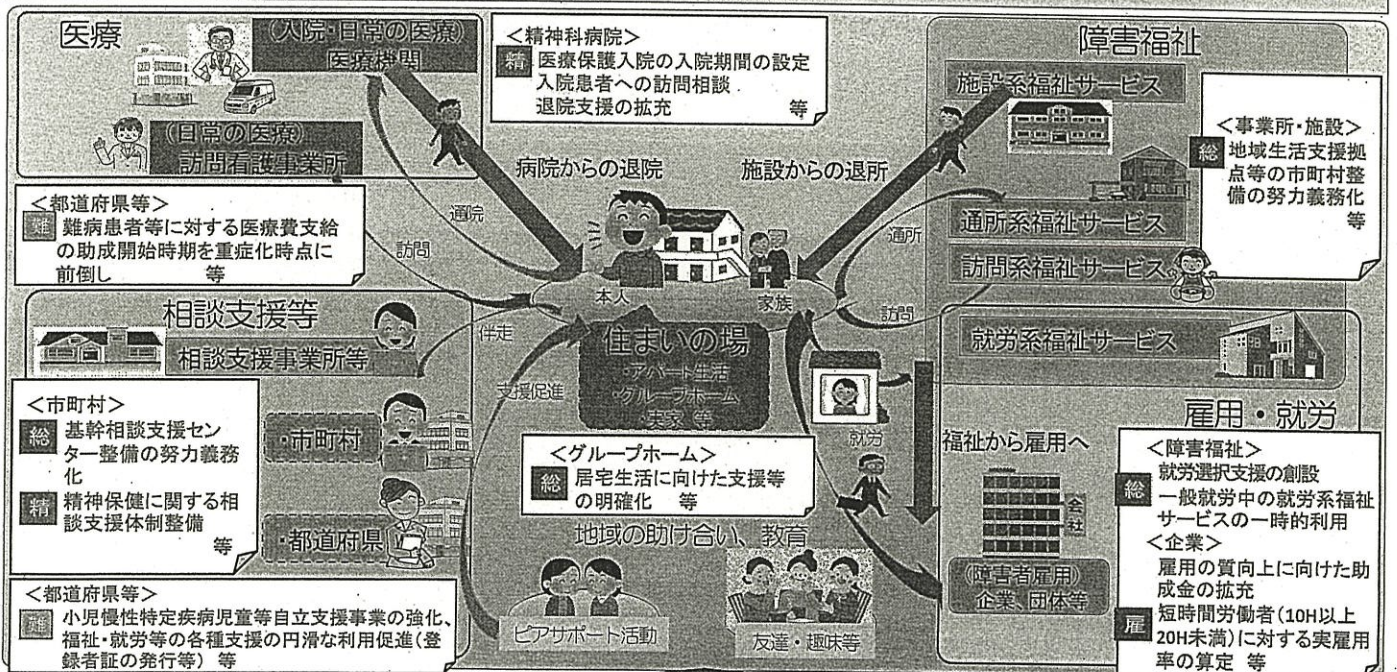 医療
(入院・日常の医療)
医療機関
(日常の医療)
訪問看護事業所
<精神科病院>
精 医療保護入院の入院期間の設定
入院患者への訪問相談
退院支援の拡充 等
障害福祉
施設系福祉サービス
通所系福祉サービス
訪問系福祉サービス
就労系福祉サービス
<事業所・施設>
総 地域生活支援拠
点等の市町村整
備の努力義務化
等
病院からの退院
施設からの退所
通院
訪問
通所
訪問
<都道府県等>
難 難病患者等に対する医療費支給
の助成開始時期を重症化時点に
前倒し 等
本人
家族
相談支援等
相談支援事業所等
伴走
支援促進
住まいの場
・アパート生活
・グループホーム
・実家 等
就労
<市町村>
総 基幹相談支援セン
ター整備の努力義務
化
精 精神保健に関する相
談支援体制整備
等
・市町村
・都道府県
<グループホーム>
総 居宅生活に向けた支援等
の明確化 等
地域の助け合い、教育
ピアサポート活動
友達・趣味等
雇用・就労
福祉から雇用へ
会社
(障害者雇用)
企業、団体等
<障害福祉>
総 就労選択支援の創設
一般就労中の就労系福祉
サービスの一時的利用
<企業>
雇用の質向上に向けた助
成金の拡充
雇 短時間労働者(10H以上
20H未満)に対する実雇用
率の算定 等
<都道府県等>
難 小児慢性特定疾病児童等自立支援事業の強化、
福祉・就労等の各種支援の円滑な利用促進(登
録者証の発行等) 等